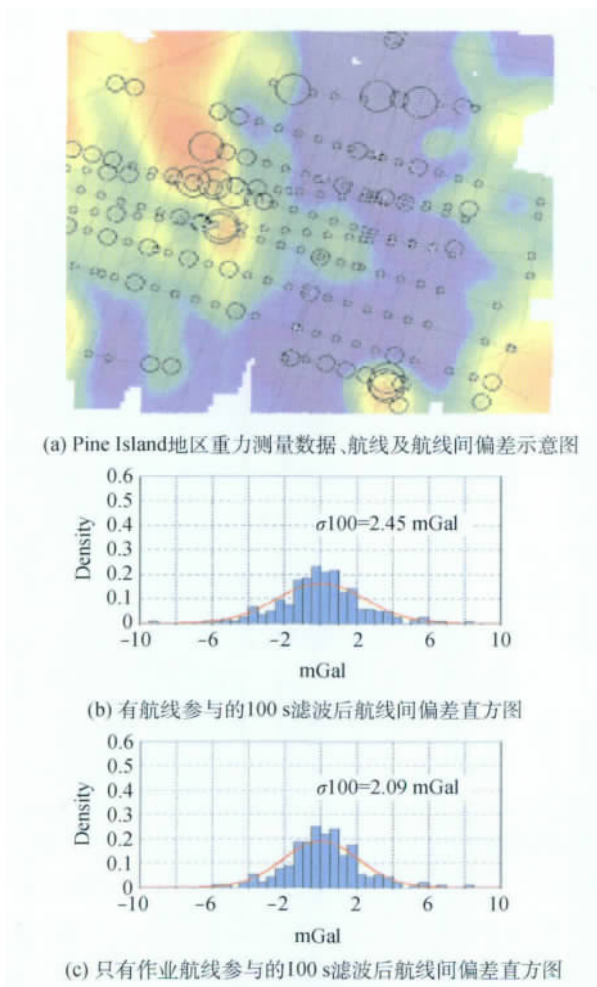 (a) Pine Island地区重力测量数据、航线及航线间偏差示意图
0.6
0.5
0.4
0.3
0.2
0.1
0
Density
σ100=2.45 mGal
-10 -6 -2 2 6 10
mGal
(b) 有航线参与的100 s滤波后航线间偏差直方图
0.6
0.5
0.4
0.3
0.2
0.1
0
Density
σ100=2.09 mGal
-10 -6 -2 2 6 10
mGal
(c) 只有作业航线参与的100 s滤波后航线间偏差直方图